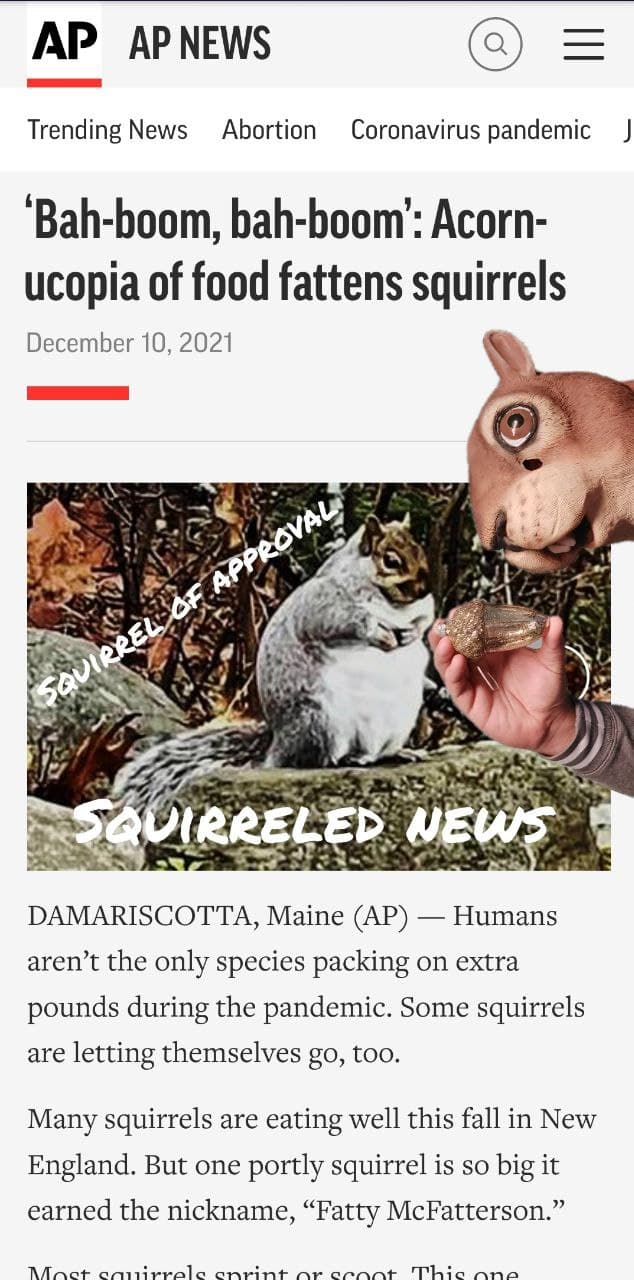 AP AP NEWS
Trending News Abortion Coronavirus pandemic J
‘Bah-boom, bah-boom’: Acorn-
ucopia of food fattens squirrels
December 10, 2021
SQUIRREL OF APPROVAL
SQUIRRELED NEWS
DAMARISCOTTA, Maine (AP) — Humans
aren’t the only species packing on extra
pounds during the pandemic. Some squirrels
are letting themselves go, too.
Many squirrels are eating well this fall in New
England. But one portly squirrel is so big it
earned the nickname, “Fatty McFatterson.”
Most squirrels sprint or scoot. This one